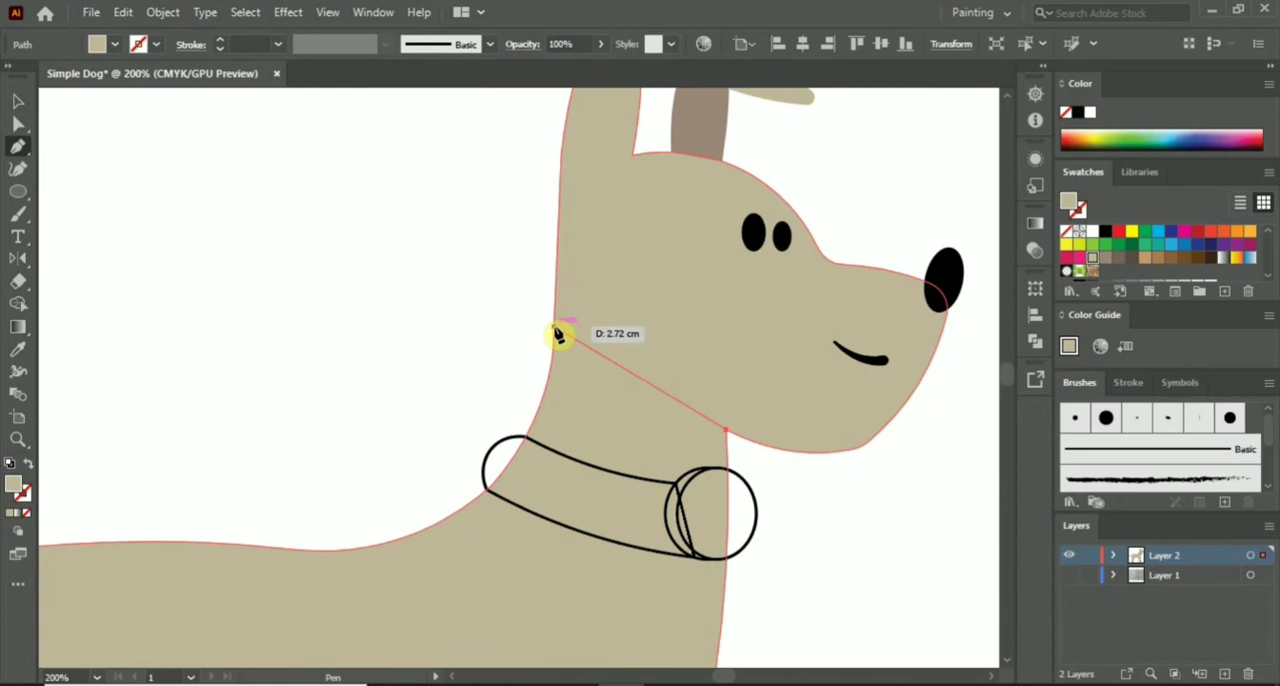 Ai File Edit Object Type Select Effect View Window Help Painting Search Adobe Stock
Path Stroke: Basic Opacity: 100% Style: Transform
Simple Dog* @ 200% (CMYK/GPU Preview) ×
Color
Swatches Libraries
Color Guide
D: 2.72 cm
Brushes Stroke Symbols
Basic
Layers
Layer 2
Layer 1
2 Layers
200% 1 Pen